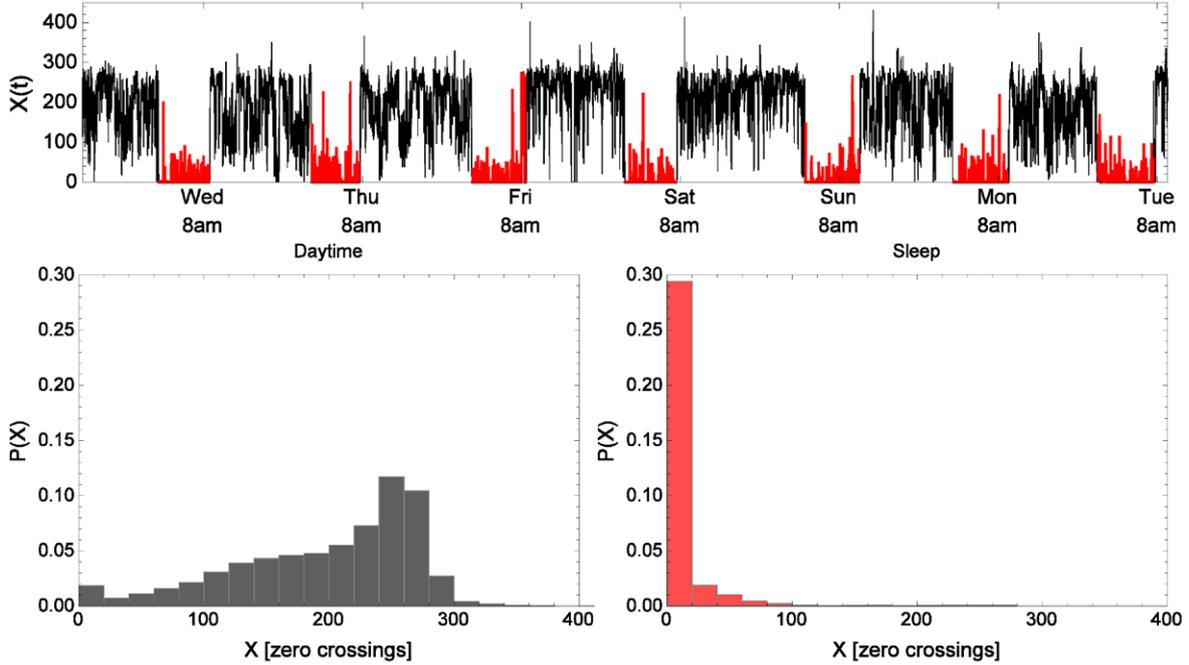 400
300
200
100
0
X(t)
Wed Thu Fri Sat Sun Mon Tue
8am 8am 8am 8am 8am 8am 8am
Daytime Sleep
0.30
0.25
0.20
0.15
0.10
0.05
0.00
P(X)
0 100 200 300 400
X [zero crossings]
0.30
0.25
0.20
0.15
0.10
0.05
0.00
P(X)
0 100 200 300 400
X [zero crossings]